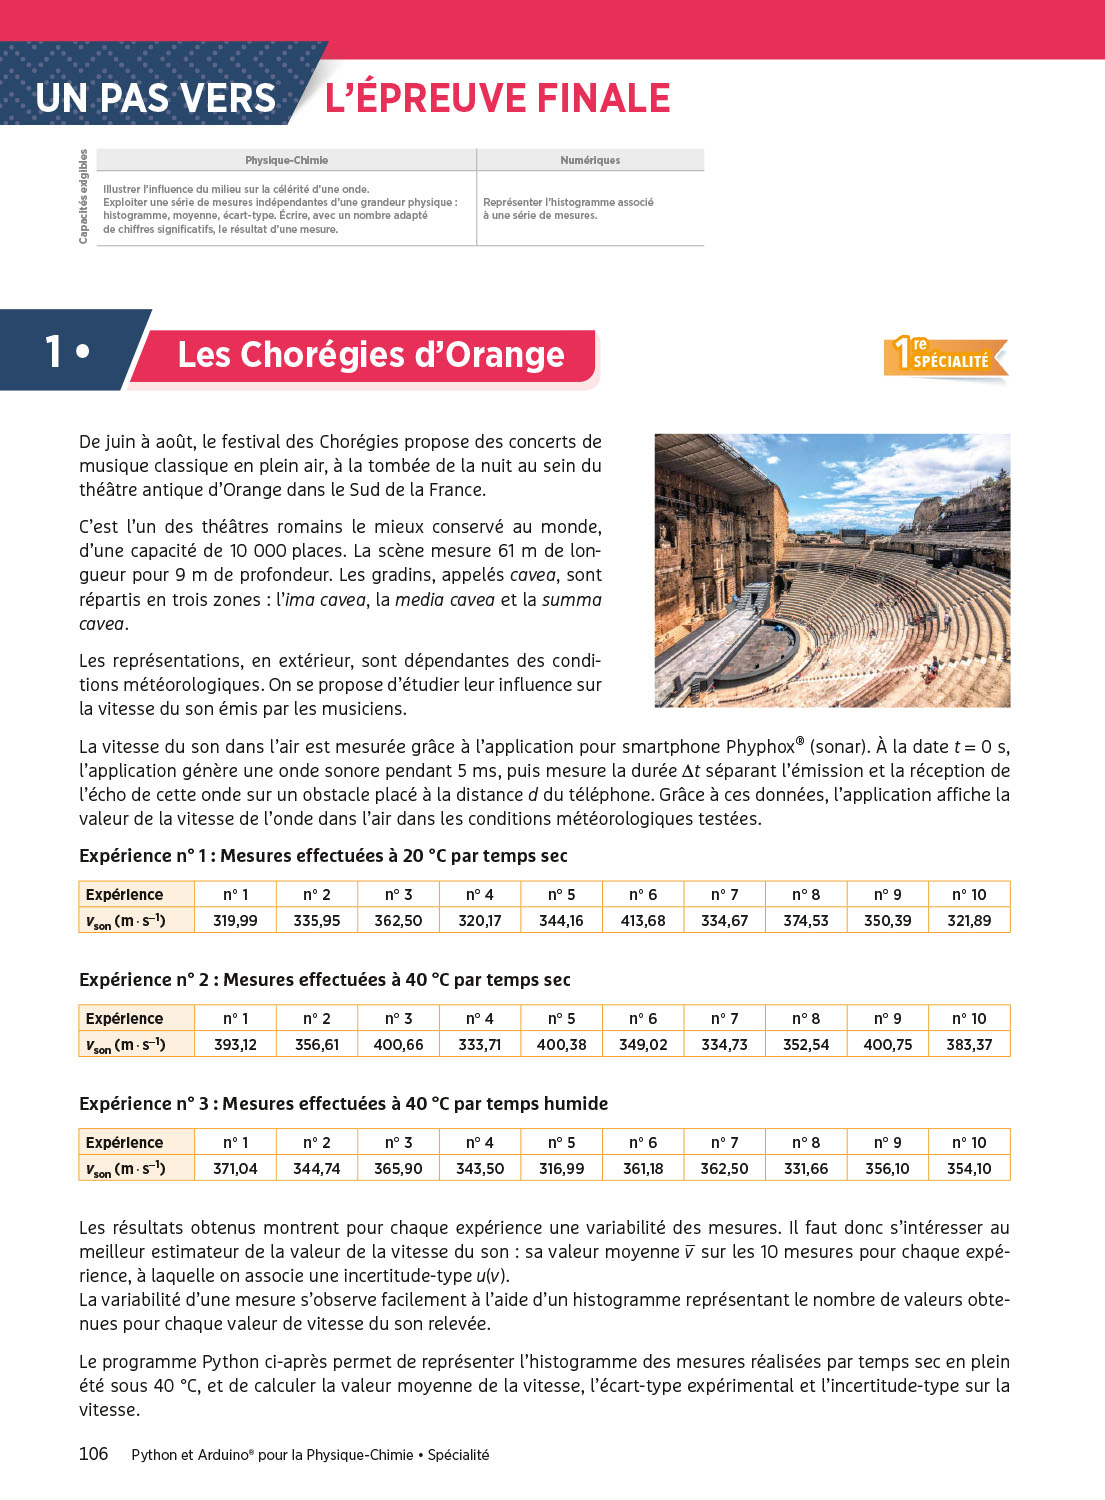 UN PAS VERS L’ÉPREUVE FINALE
Capacités exigibles
Physique-Chimie
Numériques
Illustrer l’influence du milieu sur la célérité d’une onde.
Exploiter une série de mesures indépendantes d’une grandeur physique :
histogramme, moyenne, écart-type. Écrire, avec un nombre adapté
de chiffres significatifs, le résultat d’une mesure.
Représenter l’histogramme associé
à une série de mesures.
1 • Les Chorégies d’Orange
1re SPÉCIALITÉ
De juin à août, le festival des Chorégies propose des concerts de
musique classique en plein air, à la tombée de la nuit au sein du
théâtre antique d’Orange dans le Sud de la France.
C’est l’un des théâtres romains le mieux conservé au monde,
d’une capacité de 10 000 places. La scène mesure 61 m de lon-
gueur pour 9 m de profondeur. Les gradins, appelés cavea, sont
répartis en trois zones : l’ima cavea, la media cavea et la summa
cavea.
Les représentations, en extérieur, sont dépendantes des condi-
tions météorologiques. On se propose d’étudier leur influence sur
la vitesse du son émis par les musiciens.
La vitesse du son dans l’air est mesurée grâce à l’application pour smartphone Phyphox® (sonar). À la date t = 0 s,
l’application génère une onde sonore pendant 5 ms, puis mesure la durée Δt séparant l’émission et la réception de
l’écho de cette onde sur un obstacle placé à la distance d du téléphone. Grâce à ces données, l’application affiche la
valeur de la vitesse de l’onde dans l’air dans les conditions météorologiques testées.
Expérience n° 1 : Mesures effectuées à 20 °C par temps sec
Expérience n° 1 n° 2 n° 3 n° 4 n° 5 n° 6 n° 7 n° 8 n° 9 n° 10
vson (m · s–1) 319,99 335,95 362,50 320,17 344,16 413,68 334,67 374,53 350,39 321,89
Expérience n° 2 : Mesures effectuées à 40 °C par temps sec
Expérience n° 1 n° 2 n° 3 n° 4 n° 5 n° 6 n° 7 n° 8 n° 9 n° 10
vson (m · s–1) 393,12 356,61 400,66 333,71 400,38 349,02 334,73 352,54 400,75 383,37
Expérience n° 3 : Mesures effectuées à 40 °C par temps humide
Expérience n° 1 n° 2 n° 3 n° 4 n° 5 n° 6 n° 7 n° 8 n° 9 n° 10
vson (m · s–1) 371,04 344,74 365,90 343,50 316,99 361,18 362,50 331,66 356,10 354,10
Les résultats obtenus montrent pour chaque expérience une variabilité des mesures. Il faut donc s’intéresser au
meilleur estimateur de la valeur de la vitesse du son : sa valeur moyenne v̅ sur les 10 mesures pour chaque expé-
rience, à laquelle on associe une incertitude-type u(v).
La variabilité d’une mesure s’observe facilement à l’aide d’un histogramme représentant le nombre de valeurs obte-
nues pour chaque valeur de vitesse du son relevée.
Le programme Python ci-après permet de représenter l’histogramme des mesures réalisées par temps sec en plein
été sous 40 °C, et de calculer la valeur moyenne de la vitesse, l’écart-type expérimental et l’incertitude-type sur la
vitesse.
106 Python et Arduino® pour la Physique-Chimie • Spécialité